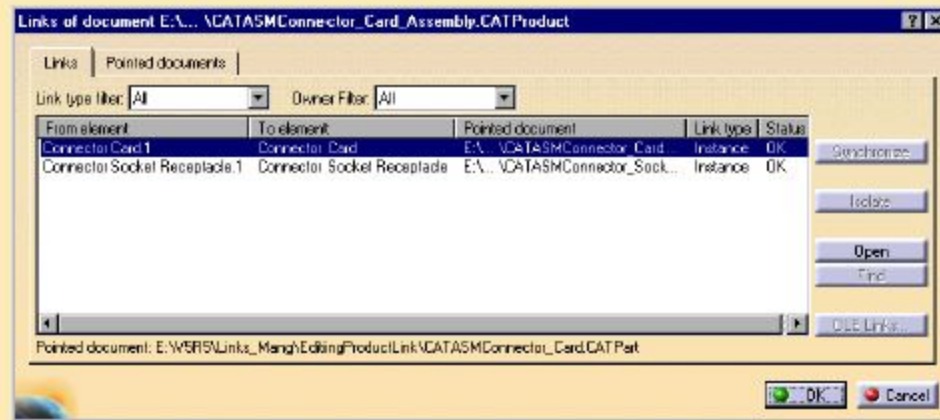 Links of document E:\... \CATASMConnector_Card_Assembly.CATProduct
Links Pointed documents
Link type filter: All Owner Filter: All
From element To element Pointed document Link type Status
Connector Card.1 Connector Card E:\... \CATASMConnector_Card... Instance OK
Connector Socket Receptacle.1 Connector Socket Receptacle E:\... \CATASMConnector_Sock... Instance OK
Synchronize
Isolate
Open
Find
OLE Links...
Pointed document: E:\V5R5\Links_Mang\EditingProductLink\CATASMConnector_Card.CATPart
OK Cancel